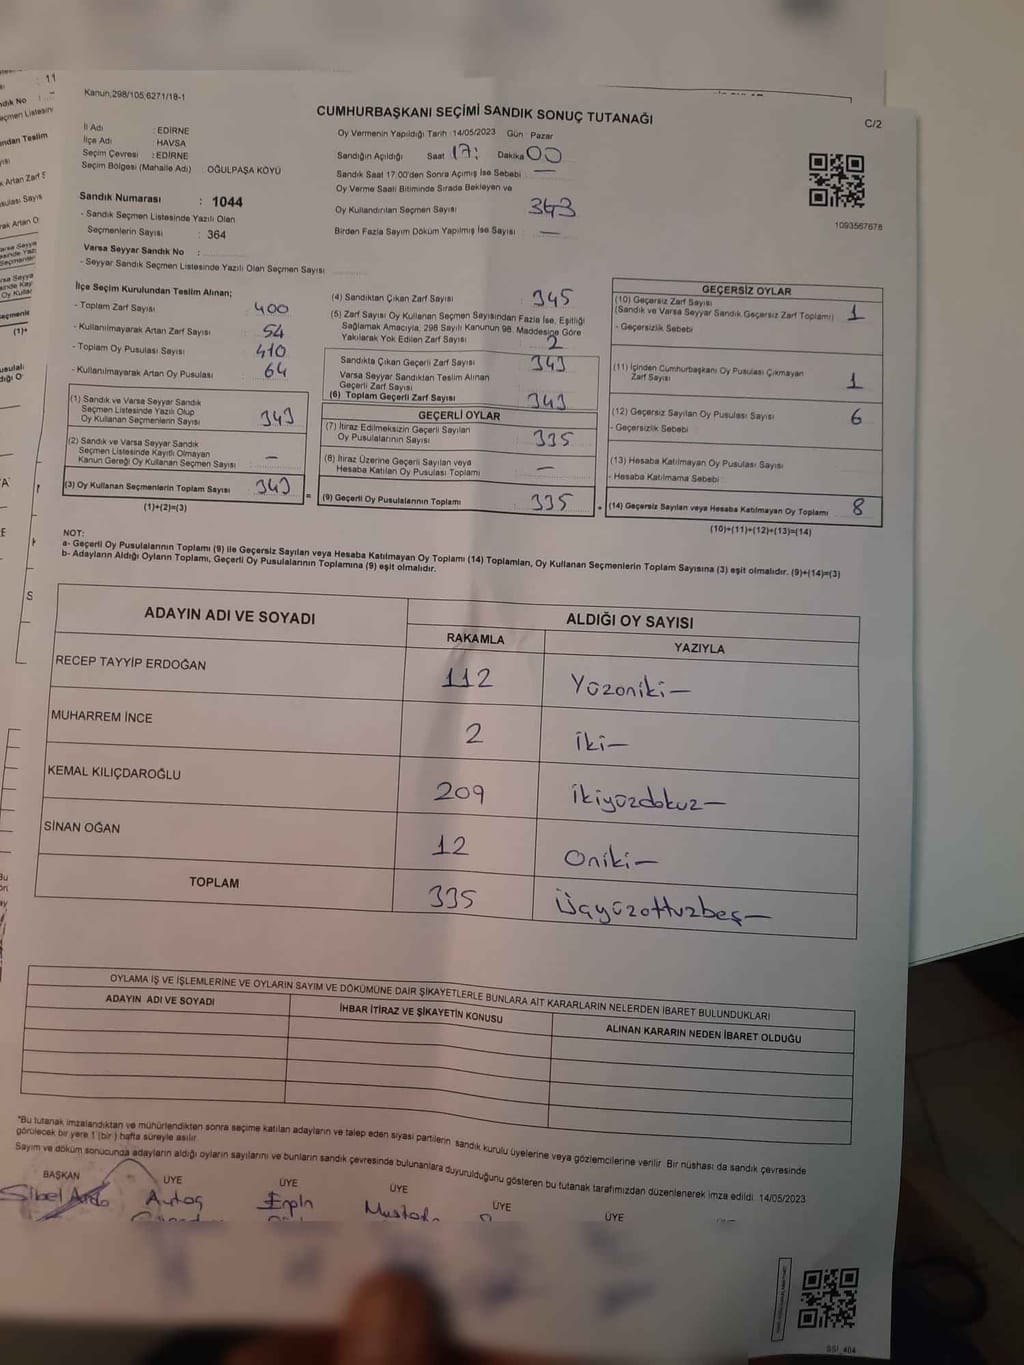 Kanun,298/105,6271/18-1
CUMHURBAŞKANI SEÇİMİ SANDIK SONUÇ TUTANAĞI
C/2
İl Adı : EDİRNE
İlçe Adı : HAVSA
Seçim Çevresi : EDİRNE
Seçim Bölgesi (Mahalle Adı) : OĞULPAŞA KÖYÜ
Sandık Numarası : 1044
- Sandık Seçmen Listesinde Yazılı Olan
Seçmenlerin Sayısı : 364
Varsa Seyyar Sandık No :
- Seyyar Sandık Seçmen Listesinde Yazılı Olan Seçmen Sayısı
Oy Vermenin Yapıldığı Tarih : 14/05/2023 Gün : Pazar
Sandığın Açıldığı Saat 17: Dakika 00
Sandık Saat 17.00'den Sonra Açımış İse Sebebi : —
Oy Verme Saati Bitiminde Sırada Bekleyen ve
Oy Kullandırılan Seçmen Sayısı 343
Birden Fazla Sayım Döküm Yapılmış İse Sayısı : —
1093567678
İlçe Seçim Kurulundan Teslim Alınan;
- Toplam Zarf Sayısı : 400
- Kullanılmayarak Artan Zarf Sayısı : 54
- Toplam Oy Pusulası Sayısı : 410
- Kullanılmayarak Artan Oy Pusulası : 64
(1) Sandık ve Varsa Seyyar Sandık
Seçmen Listesinde Yazılı Olup
Oy Kullanan Seçmenlerin Sayısı : 343
(2) Sandık ve Varsa Seyyar Sandık
Seçmen Listesinde Kayıtlı Olmayan
Kanun Gereği Oy Kullanan Seçmen Sayısı : —
(3) Oy Kullanan Seçmenlerin Toplam Sayısı : 343
(1)+(2)=(3)
(4) Sandıktan Çıkan Zarf Sayısı : 345
(5) Zarf Sayısı Oy Kullanan Seçmen Sayısından Fazla İse, Eşitliği
Sağlamak Amacıyla, 298 Sayılı Kanunun 98. Maddesine Göre
Yakılarak Yok Edilen Zarf Sayısı : 2
Sandıkta Çıkan Geçerli Zarf Sayısı : 343
Varsa Seyyar Sandıktan Teslim Alınan
Geçerli Zarf Sayısı :
(6) Toplam Geçerli Zarf Sayısı : 343
GEÇERLİ OYLAR
(7) İtiraz Edilmeksizin Geçerli Sayılan
Oy Pusulalarının Sayısı : 335
(8) İtiraz Üzerine Geçerli Sayılan veya
Hesaba Katılan Oy Pusulası Toplamı : —
= (9) Geçerli Oy Pusulalarının Toplamı : 335
GEÇERSİZ OYLAR
(10) Geçersiz Zarf Sayısı
(Sandık ve Varsa Seyyar Sandık Geçersiz Zarf Toplamı) : 1
- Geçersizlik Sebebi :
(11) İçinden Cumhurbaşkanı Oy Pusulası Çıkmayan
Zarf Sayısı : 1
(12) Geçersiz Sayılan Oy Pusulası Sayısı : 6
- Geçersizlik Sebebi :
(13) Hesaba Katılmayan Oy Pusulası Sayısı :
- Hesaba Katılmama Sebebi :
+ (14) Geçersiz Sayılan veya Hesaba Katılmayan Oy Toplamı : 8
(10)+(11)+(12)+(13)=(14)
NOT:
a- Geçerli Oy Pusulalarının Toplamı (9) ile Geçersiz Sayılan veya Hesaba Katılmayan Oy Toplamı (14) Toplamları, Oy Kullanan Seçmenlerin Toplam Sayısına (3) eşit olmalıdır. (9)+(14)=(3)
b- Adayların Aldığı Oyların Toplamı, Geçerli Oy Pusulalarının Toplamına (9) eşit olmalıdır.
ADAYIN ADI VE SOYADI
ALDIĞI OY SAYISI
RAKAMLA YAZIYLA
RECEP TAYYİP ERDOĞAN 112 Yüzoniki—
MUHARREM İNCE 2 iki—
KEMAL KILIÇDAROĞLU 209 ikiyüzdokuz—
SİNAN OĞAN 12 Oniki—
TOPLAM 335 Üçyüzottuzbeş—
OYLAMA İŞ VE İŞLEMLERİNE VE OYLARIN SAYIM VE DÖKÜMÜNE DAİR ŞİKAYETLERLE BUNLARA AİT KARARLARIN NELERDEN İBARET BULUNDUKLARI
ADAYIN ADI VE SOYADI İHBAR İTİRAZ VE ŞİKAYETİN KONUSU ALINAN KARARIN NEDEN İBARET OLDUĞU
*Bu tutanak imzalandıktan ve mühürlendikten sonra seçime katılan adayların ve talep eden siyasi partilerin sandık kurulu üyelerine veya gözlemcilerine verilir. Bir nüshası da sandık çevresinde
görülecek bir yere 1 (bir ) hafta süreyle asılır.
Sayım ve döküm sonucunda adayların aldığı oyların sayılarını ve bunların sandık çevresinde bulunanlara duyurulduğunu gösteren bu tutanak tarafımızdan düzenlenerek imza edildi. 14/05/2023
BAŞKAN ÜYE ÜYE ÜYE ÜYE ÜYE
Sibel
SSI_404